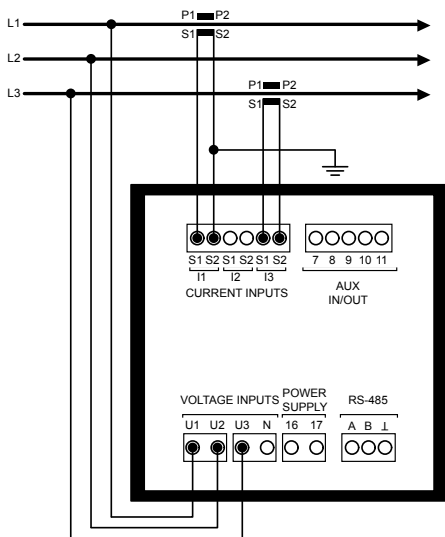 P1 P2
L1
S1 S2
L2
P1 P2
L3
S1 S2
S1 S2 S1 S2 S1 S2
I1 I2 I3
CURRENT INPUTS
7 8 9 10 11
AUX
IN/OUT
VOLTAGE INPUTS
POWER
SUPPLY
RS-485
U1 U2 U3 N 16 17 A B ⊥